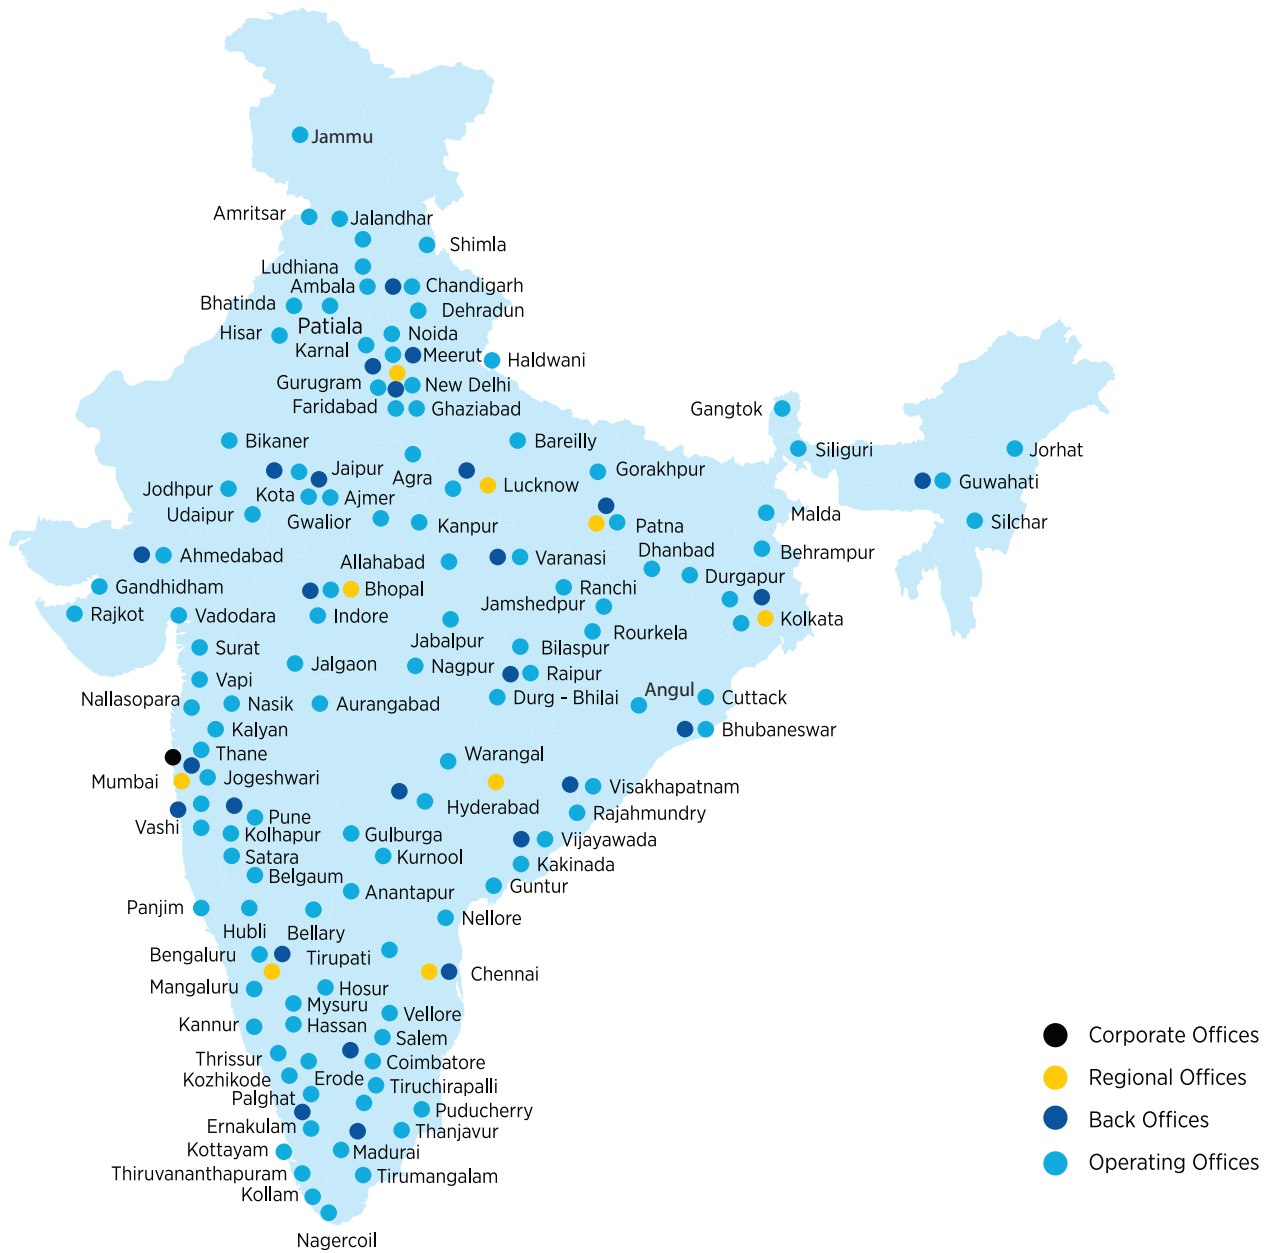 Jammu
Amritsar
Jalandhar
Shimla
Ludhiana
Ambala
Chandigarh
Bhatinda
Dehradun
Patiala
Hisar
Noida
Karnal
Meerut
Haldwani
Gurugram
New Delhi
Faridabad
Ghaziabad
Gangtok
Bikaner
Bareilly
Siliguri
Jorhat
Jaipur
Agra
Gorakhpur
Jodhpur
Kota
Ajmer
Lucknow
Guwahati
Udaipur
Gwalior
Kanpur
Patna
Malda
Silchar
Ahmedabad
Allahabad
Varanasi
Dhanbad
Behrampur
Gandhidham
Bhopal
Ranchi
Durgapur
Rajkot
Vadodara
Indore
Jamshedpur
Kolkata
Jabalpur
Rourkela
Surat
Jalgaon
Nagpur
Bilaspur
Raipur
Vapi
Angul
Nallasopara
Nasik
Aurangabad
Durg - Bhilai
Cuttack
Kalyan
Bhubaneswar
Thane
Warangal
Mumbai
Jogeshwari
Hyderabad
Visakhapatnam
Pune
Rajahmundry
Vashi
Kolhapur
Gulburga
Vijayawada
Satara
Kurnool
Kakinada
Belgaum
Anantapur
Guntur
Panjim
Nellore
Hubli
Bellary
Bengaluru
Tirupati
Chennai
Mangaluru
Hosur
Mysuru
Vellore
Kannur
Hassan
Salem
Corporate Offices
Thrissur
Coimbatore
Kozhikode
Erode
Tiruchirapalli
Regional Offices
Palghat
Puducherry
Back Offices
Ernakulam
Thanjavur
Kottayam
Madurai
Operating Offices
Thiruvananthapuram
Tirumangalam
Kollam
Nagercoil